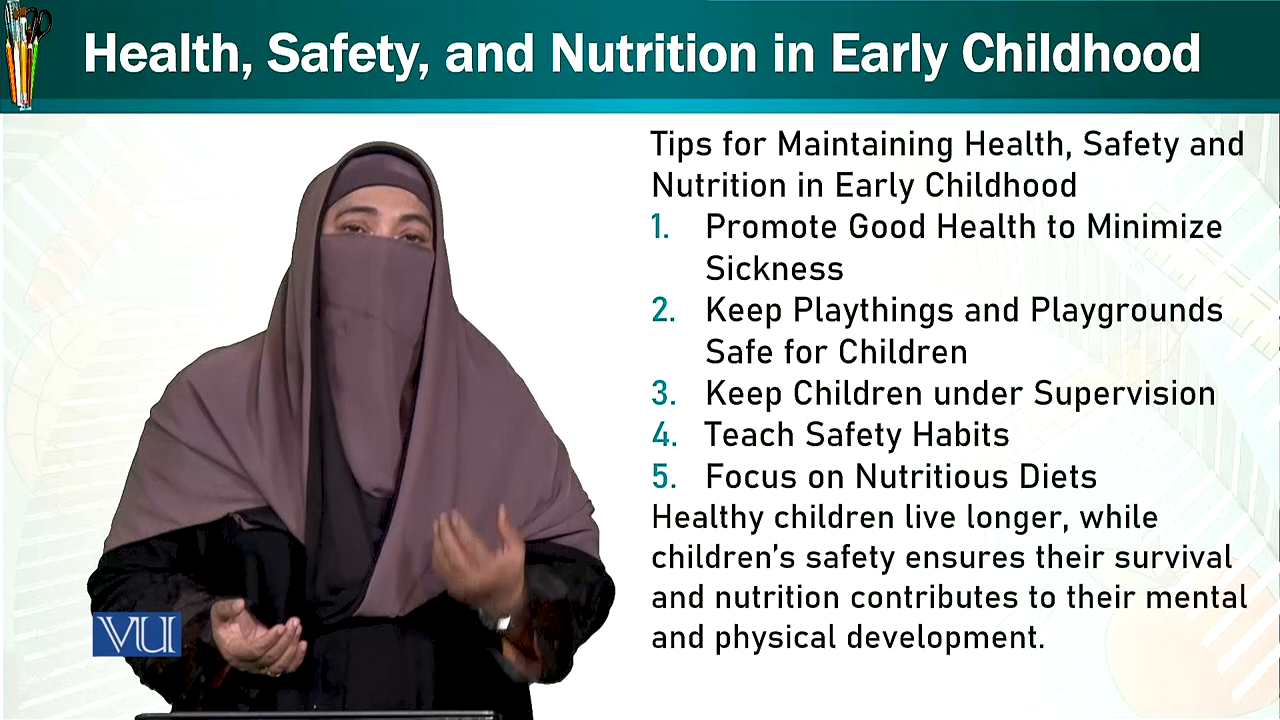 Health, Safety, and Nutrition in Early Childhood
Tips for Maintaining Health, Safety and
Nutrition in Early Childhood
1. Promote Good Health to Minimize
Sickness
2. Keep Playthings and Playgrounds
Safe for Children
3. Keep Children under Supervision
4. Teach Safety Habits
5. Focus on Nutritious Diets
Healthy children live longer, while
children's safety ensures their survival
and nutrition contributes to their mental
and physical development.
VU